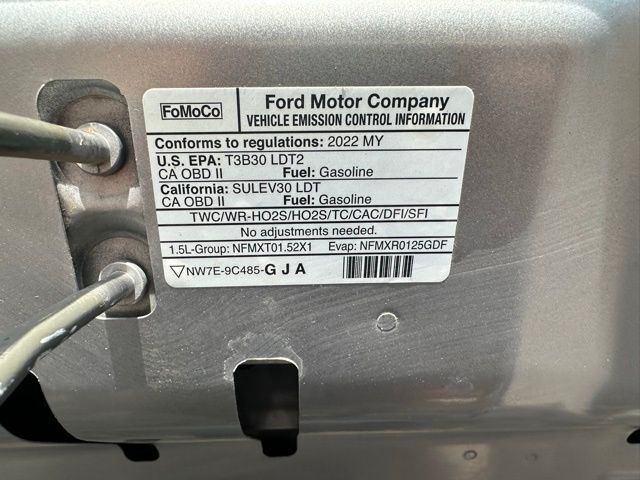 FoMoCo
Ford Motor Company
VEHICLE EMISSION CONTROL INFORMATION
Conforms to regulations: 2022 MY
U.S. EPA: T3B30 LDT2
CA OBD II Fuel: Gasoline
California: SULEV30 LDT
CA OBD II Fuel: Gasoline
TWC/WR-HO2S/HO2S/TC/CAC/DFI/SFI
No adjustments needed.
1.5L-Group: NFMXT01.52X1 Evap: NFMXR0125GDF
NW7E-9C485-G J A